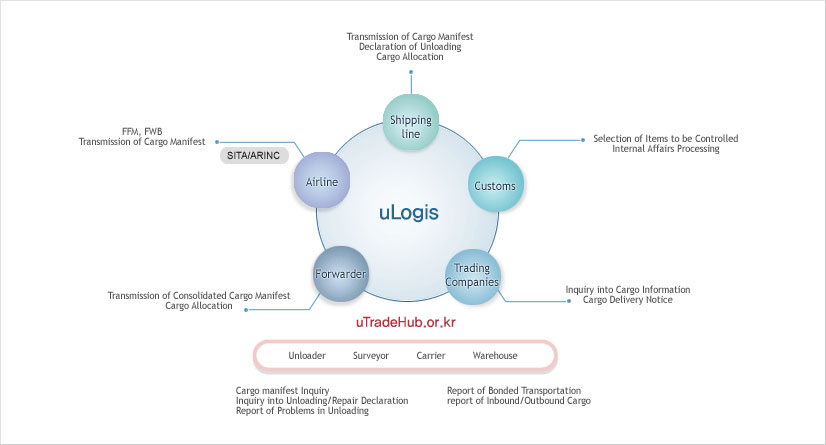 Transmission of Cargo Manifest
Declaration of Unloading
Cargo Allocation
Shipping
line
FFM, FWB
Transmission of Cargo Manifest
SITA/ARINC
Airline
Selection of Items to be Controlled
Internal Affairs Processing
Customs
uLogis
Forwarder
Transmission of Consolidated Cargo Manifest
Cargo Allocation
Trading
Companies
Inquiry into Cargo Information
Cargo Delivery Notice
uTradeHub.or.kr
Unloader Surveyor Carrier Warehouse
Cargo manifest Inquiry
Inquiry into Unloading/Repair Declaration
Report of Problems in Unloading
Report of Bonded Transportation
report of Inbound/Outbound Cargo